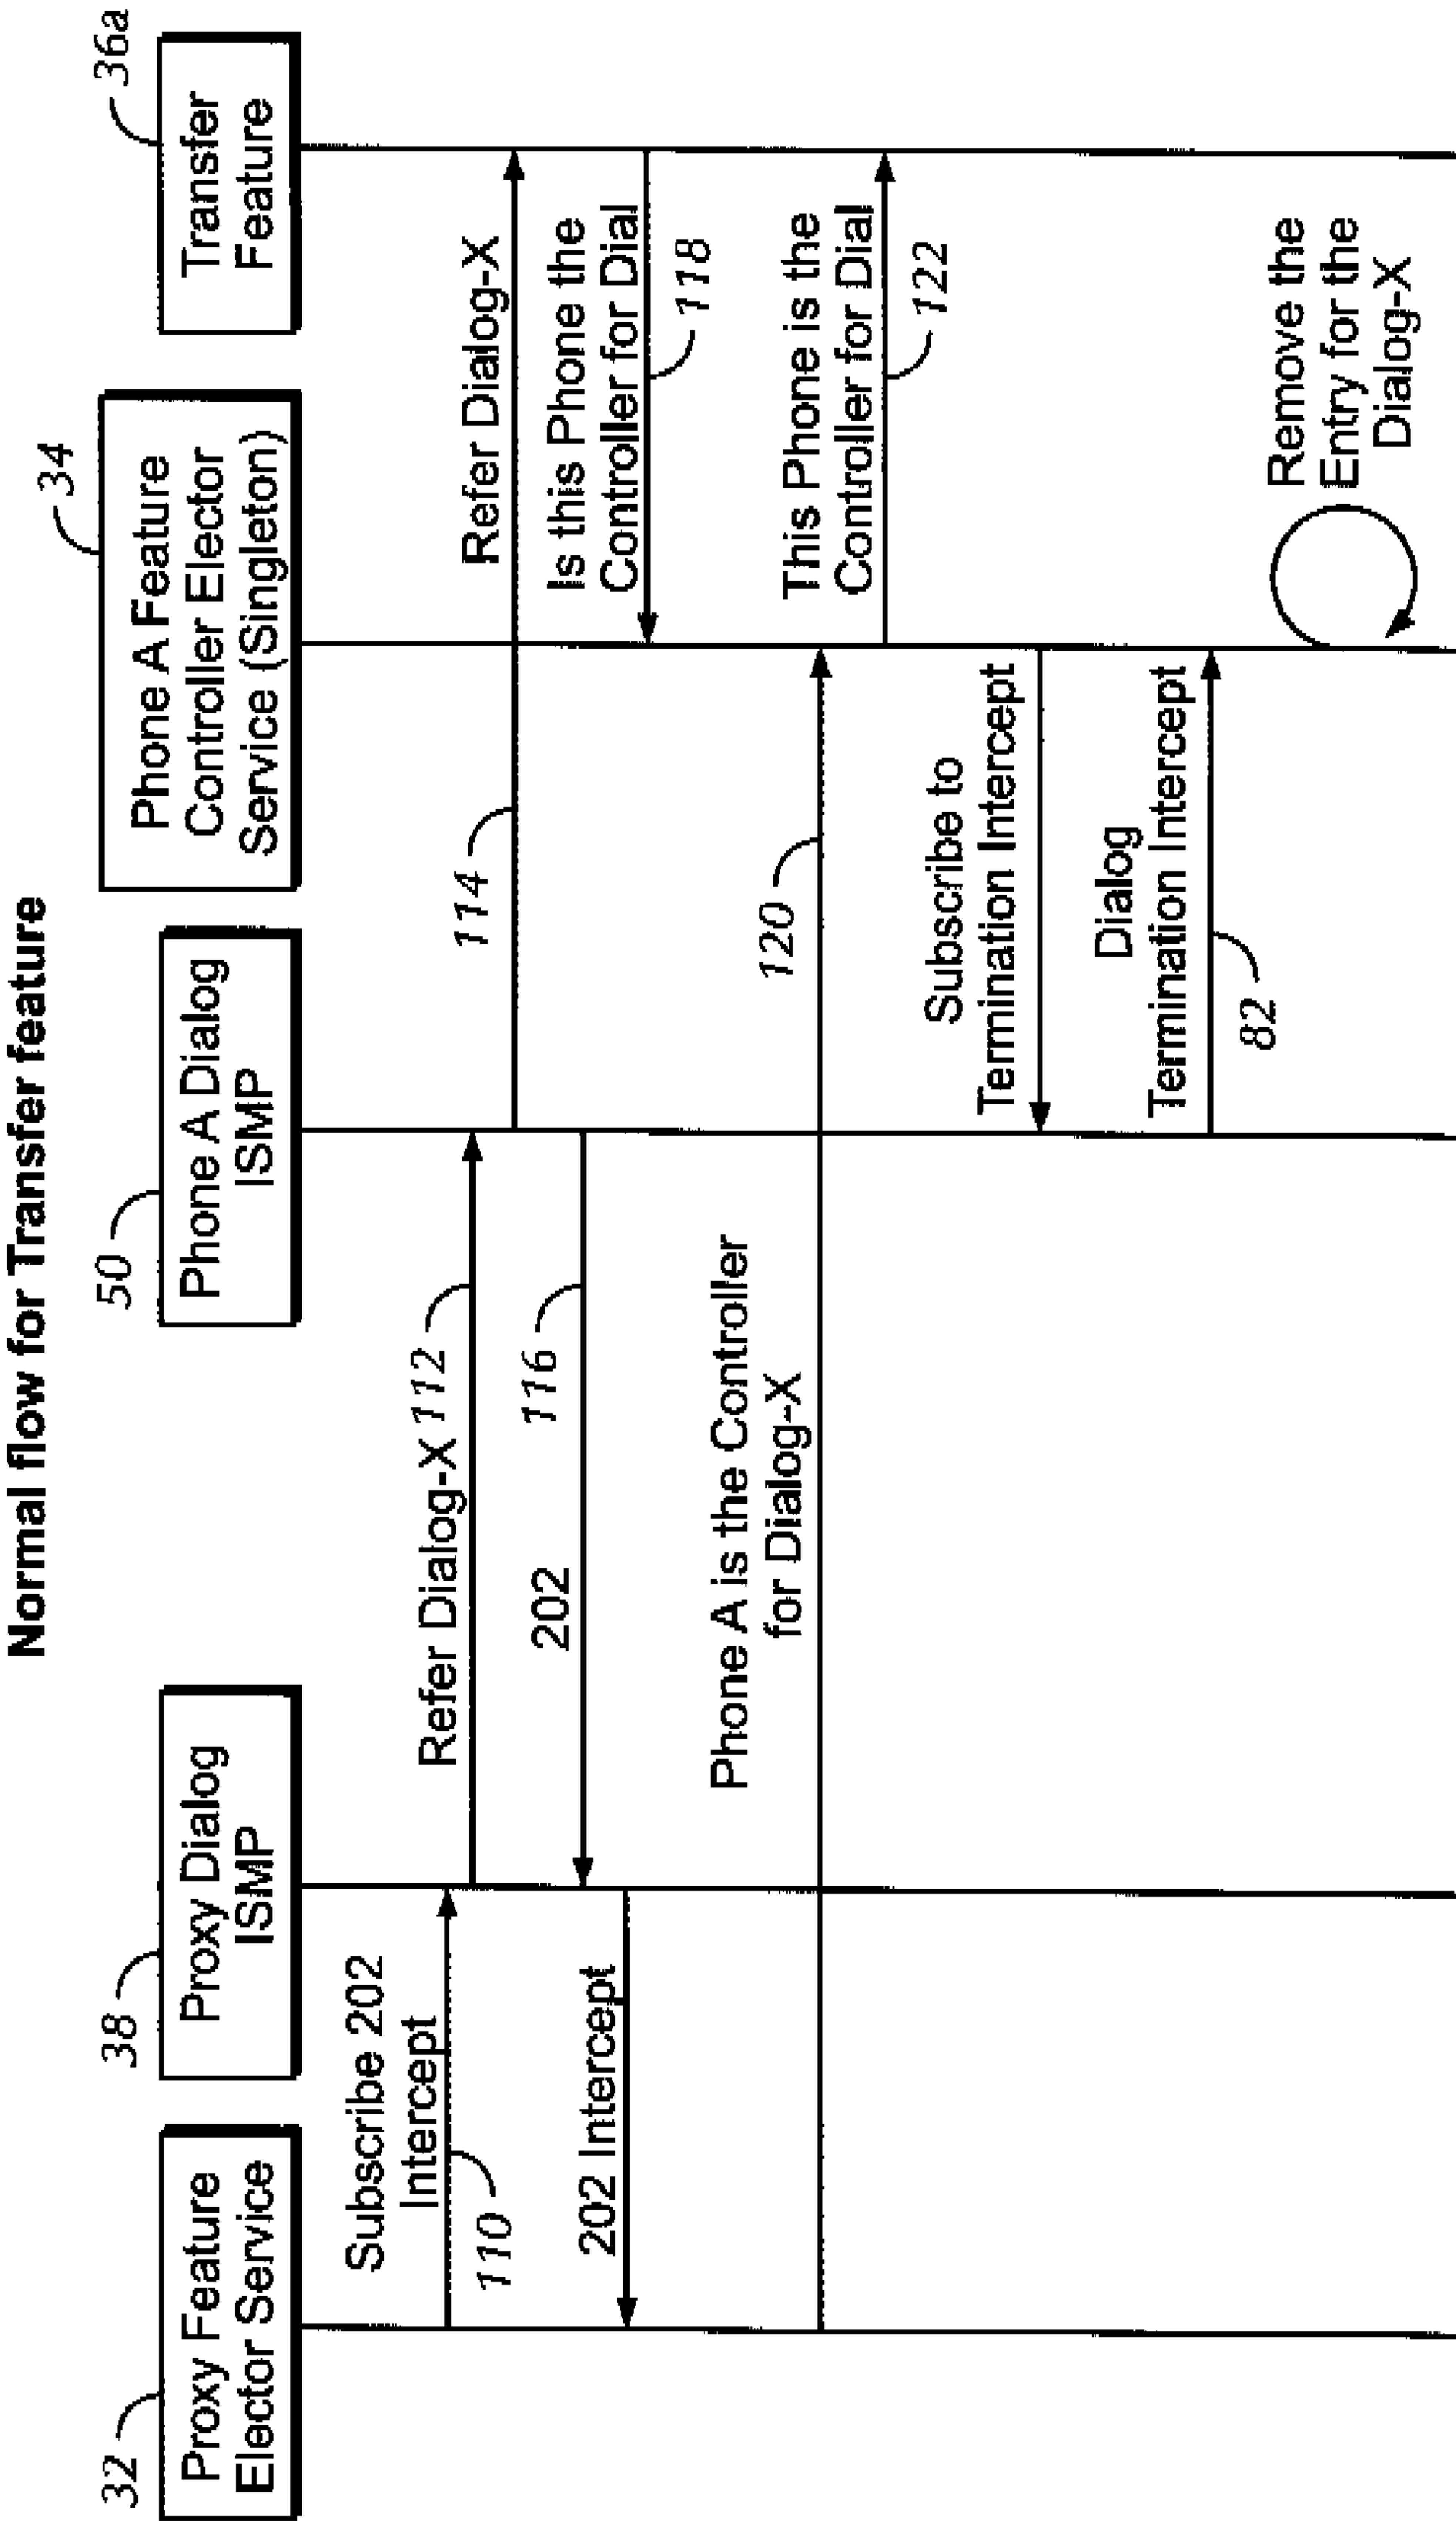 Normal flow for Transfer feature
32
Proxy Feature
Elector Service
38
Proxy Dialog
ISMP
50
Phone A Dialog
ISMP
34
Phone A Feature
Controller Elector
Service (Singleton)
36a
Transfer
Feature
Subscribe 202
Intercept
110
Refer Dialog-X 112
114
Refer Dialog-X
202
116
202 Intercept
Is this Phone the
Controller for Dial
118
Phone A is the Controller
for Dialog-X
120
This Phone is the
Controller for Dial
122
Subscribe to
Termination Intercept
Dialog
Termination Intercept
82
Remove the
Entry for the
Dialog-X